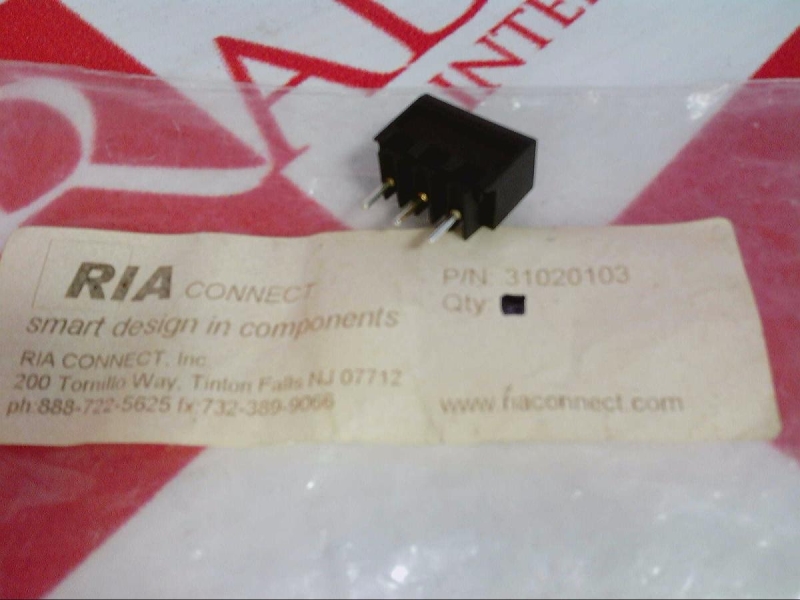 INTE
RIA CONNECT
smart design in components
RIA CONNECT. Inc
200 Tornillo Way, Tinton Falls NJ 07712
ph:888-722-5625 fx:732-389-9066
P/N 31020103
Qty
www.riaconnect.com